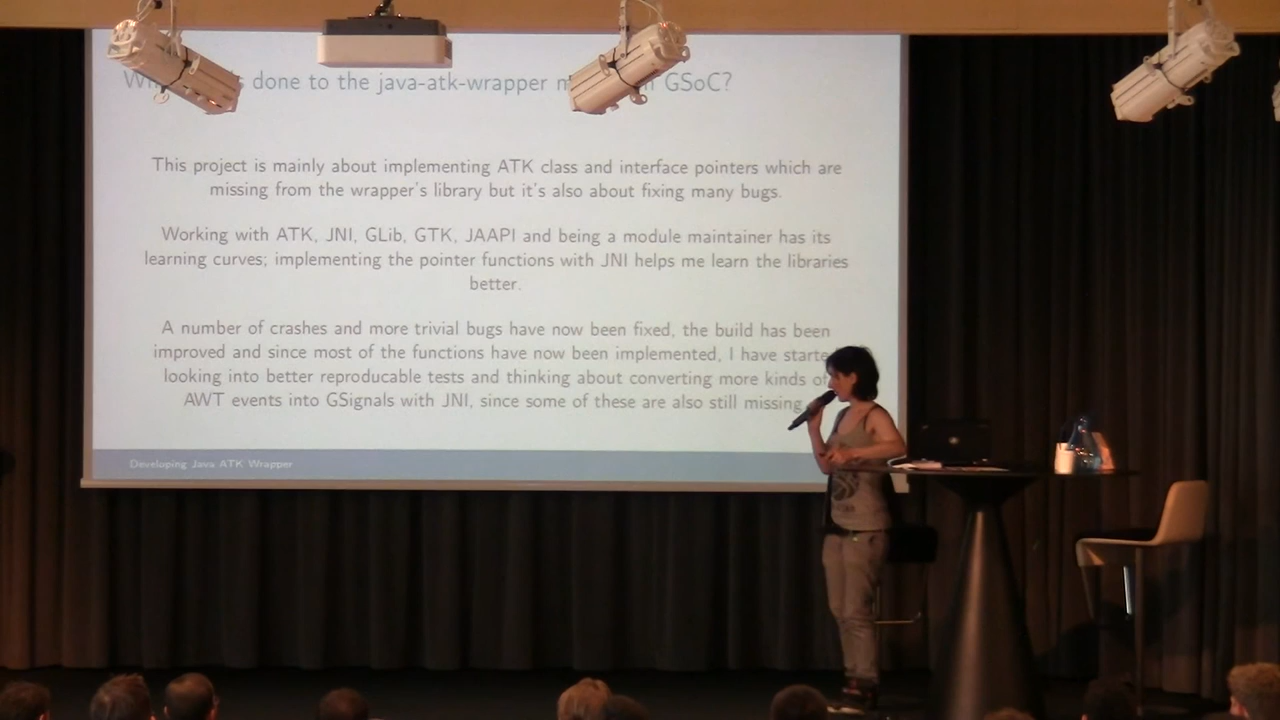 done to the java-atk-wrapper GSoC?
This project is mainly about implementing ATK class and interface pointers which are
missing from the wrapper's library but it's also about fixing many bugs.
Working with ATK, JNI, GLib, GTK, JAAPI and being a module maintainer has its
learning curves; implementing the pointer functions with JNI helps me learn the libraries
better.
A number of crashes and more trivial bugs have now been fixed, the build has been
improved and since most of the functions have now been implemented, I have starte
looking into better reproducable tests and thinking about converting more kinds of
AWT events into GSignals with JNI, since some of these are also still missing
Developing Java ATK Wrapper